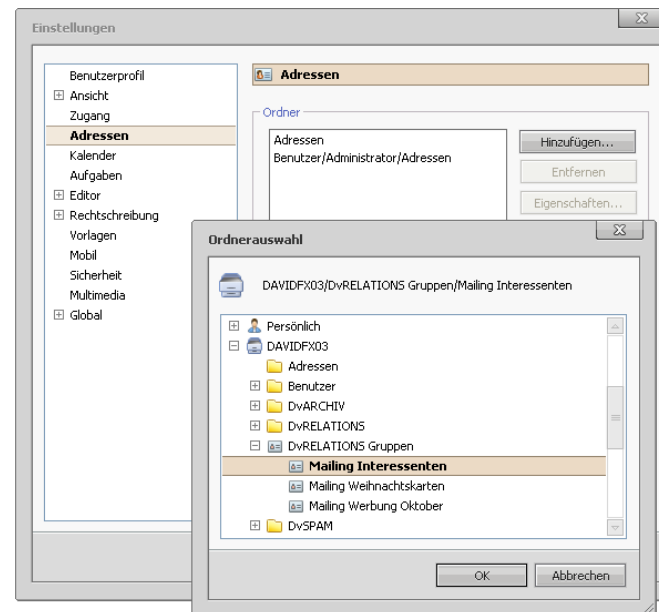 Einstellungen
Benutzerprofil
Ansicht
Zugang
Adressen
Kalender
Aufgaben
Editor
Rechtschreibung
Vorlagen
Mobil
Sicherheit
Multimedia
Global
Adressen
Ordner
Adressen
Benutzer/Administrator/Adressen
Hinzufügen...
Entfernen
Eigenschaften...
Ordnerauswahl
DAVIDFX03/DvRELATIONS Gruppen/Mailing Interessenten
Persönlich
DAVIDFX03
Adressen
Benutzer
DvARCHIV
DvRELATIONS
DvRELATIONS Gruppen
Mailing Interessenten
Mailing Weihnachtskarten
Mailing Werbung Oktober
DvSPAM
OK
Abbrechen